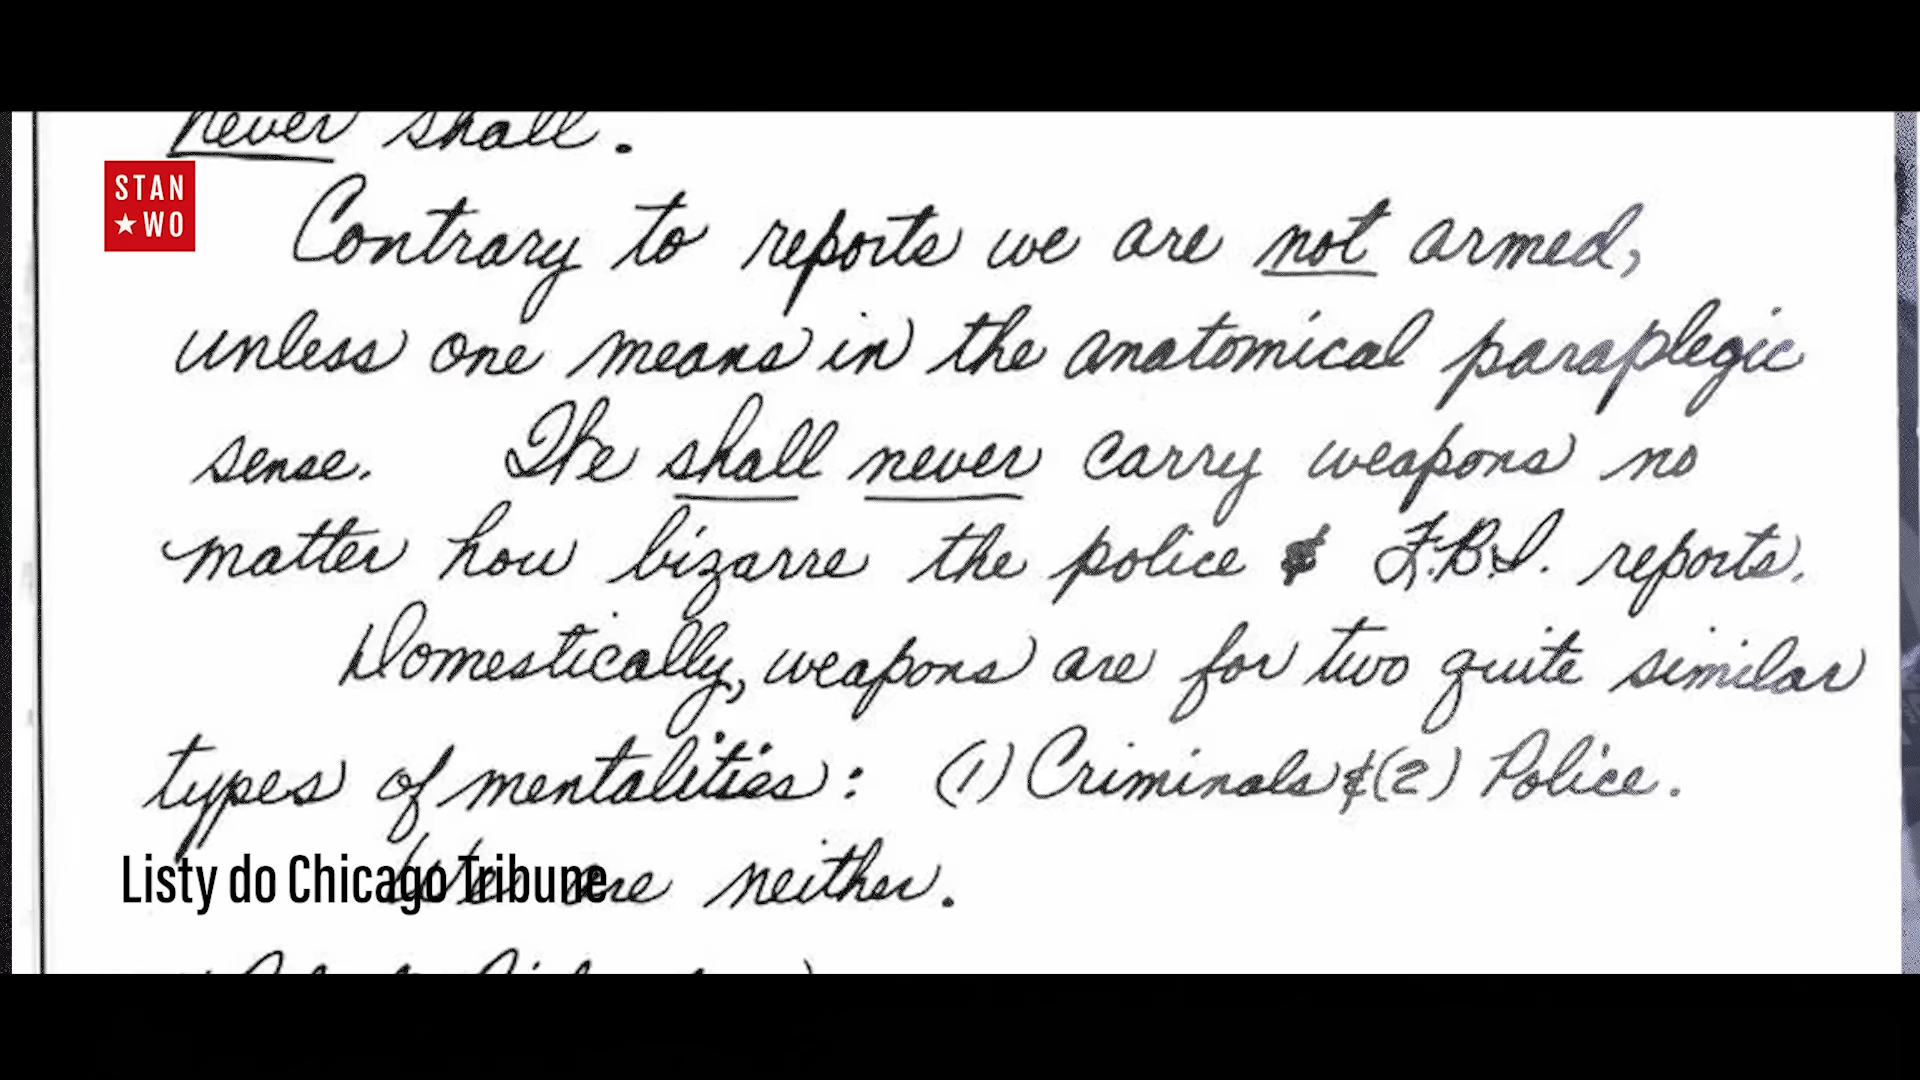 never shall.
STAN
★WO
Contrary to reports we are not armed,
unless one means in the anatomical paraplegic
sense. We shall never carry weapons no
matter how bizarre the police & F.B.I. reports.
Domestically, weapons are for two quite similar
types of mentalities: (1) Criminals & (2) Police.
We are neither.
Listy do Chicago Tribune